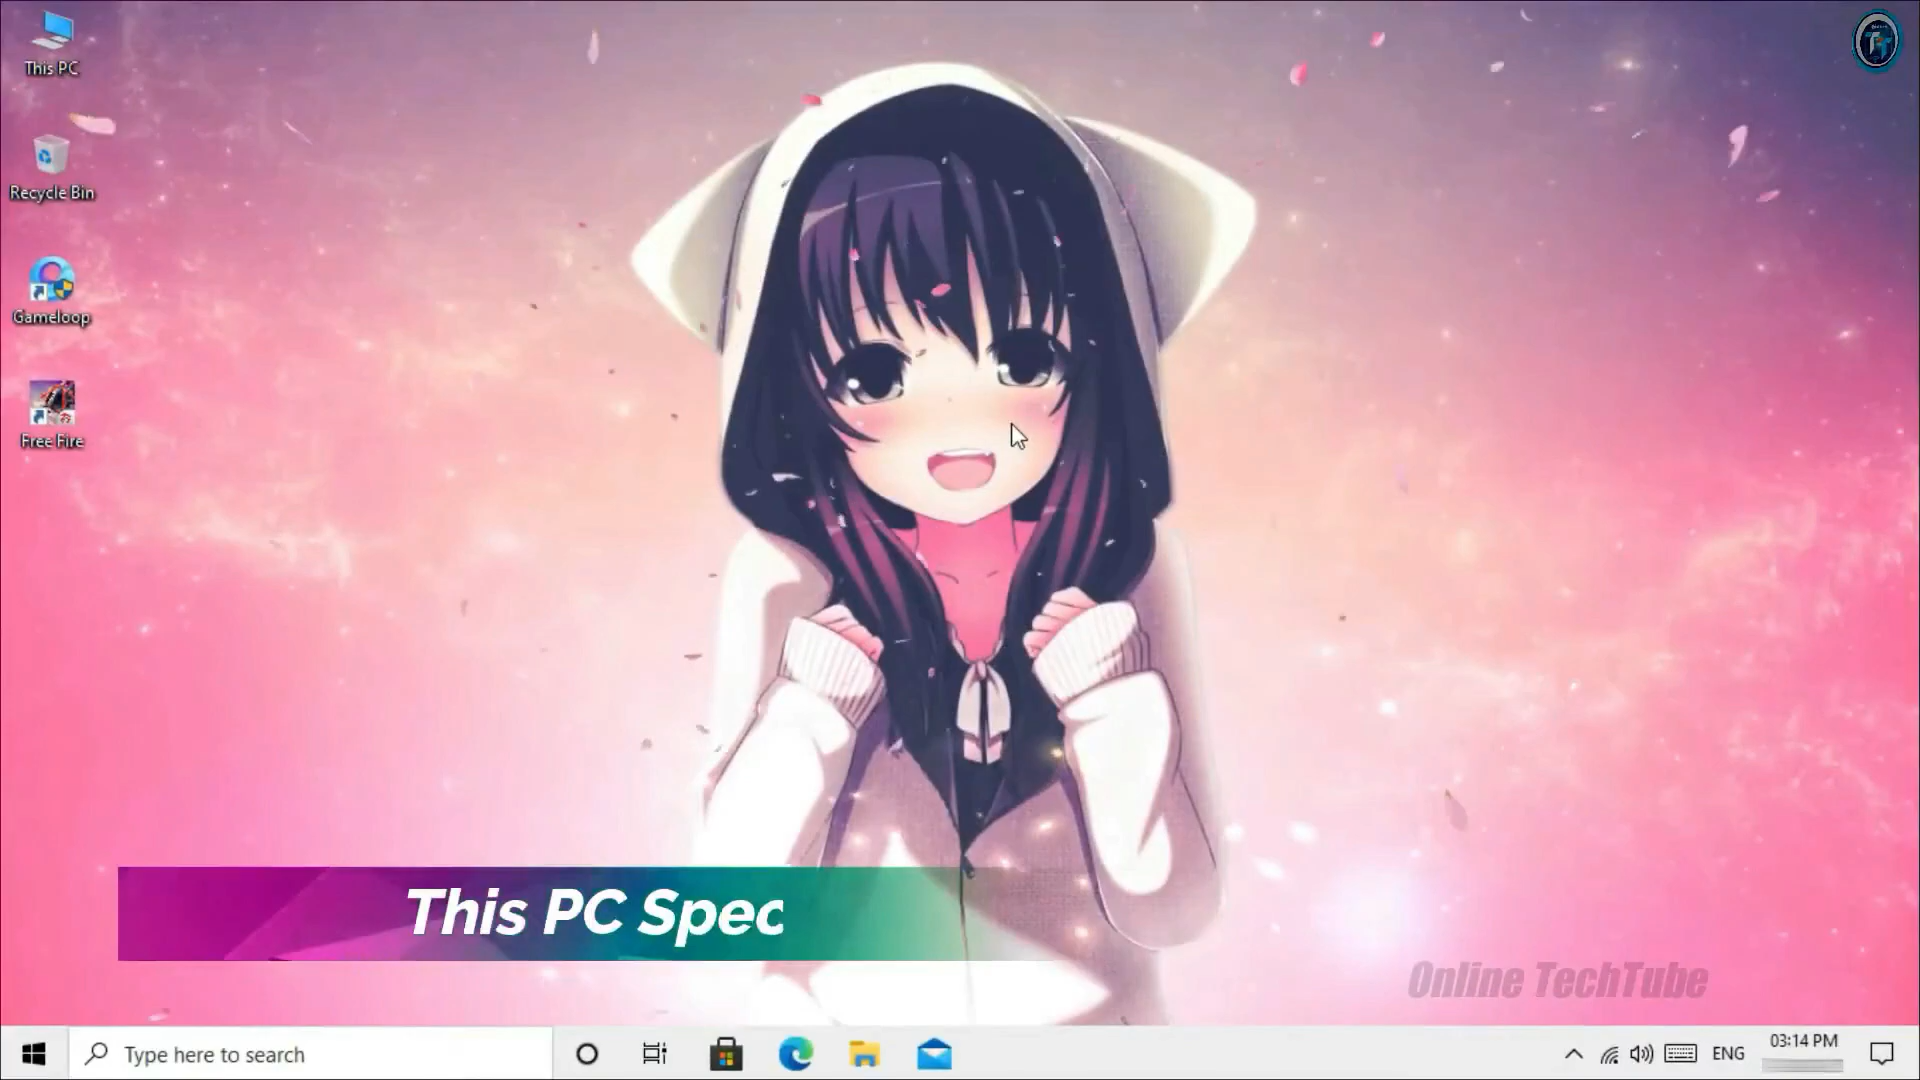 This PC
Recycle Bin
Gameloop
Free Fire
This PC Spec
Online TechTube
Type here to search
ENG
03:14 PM